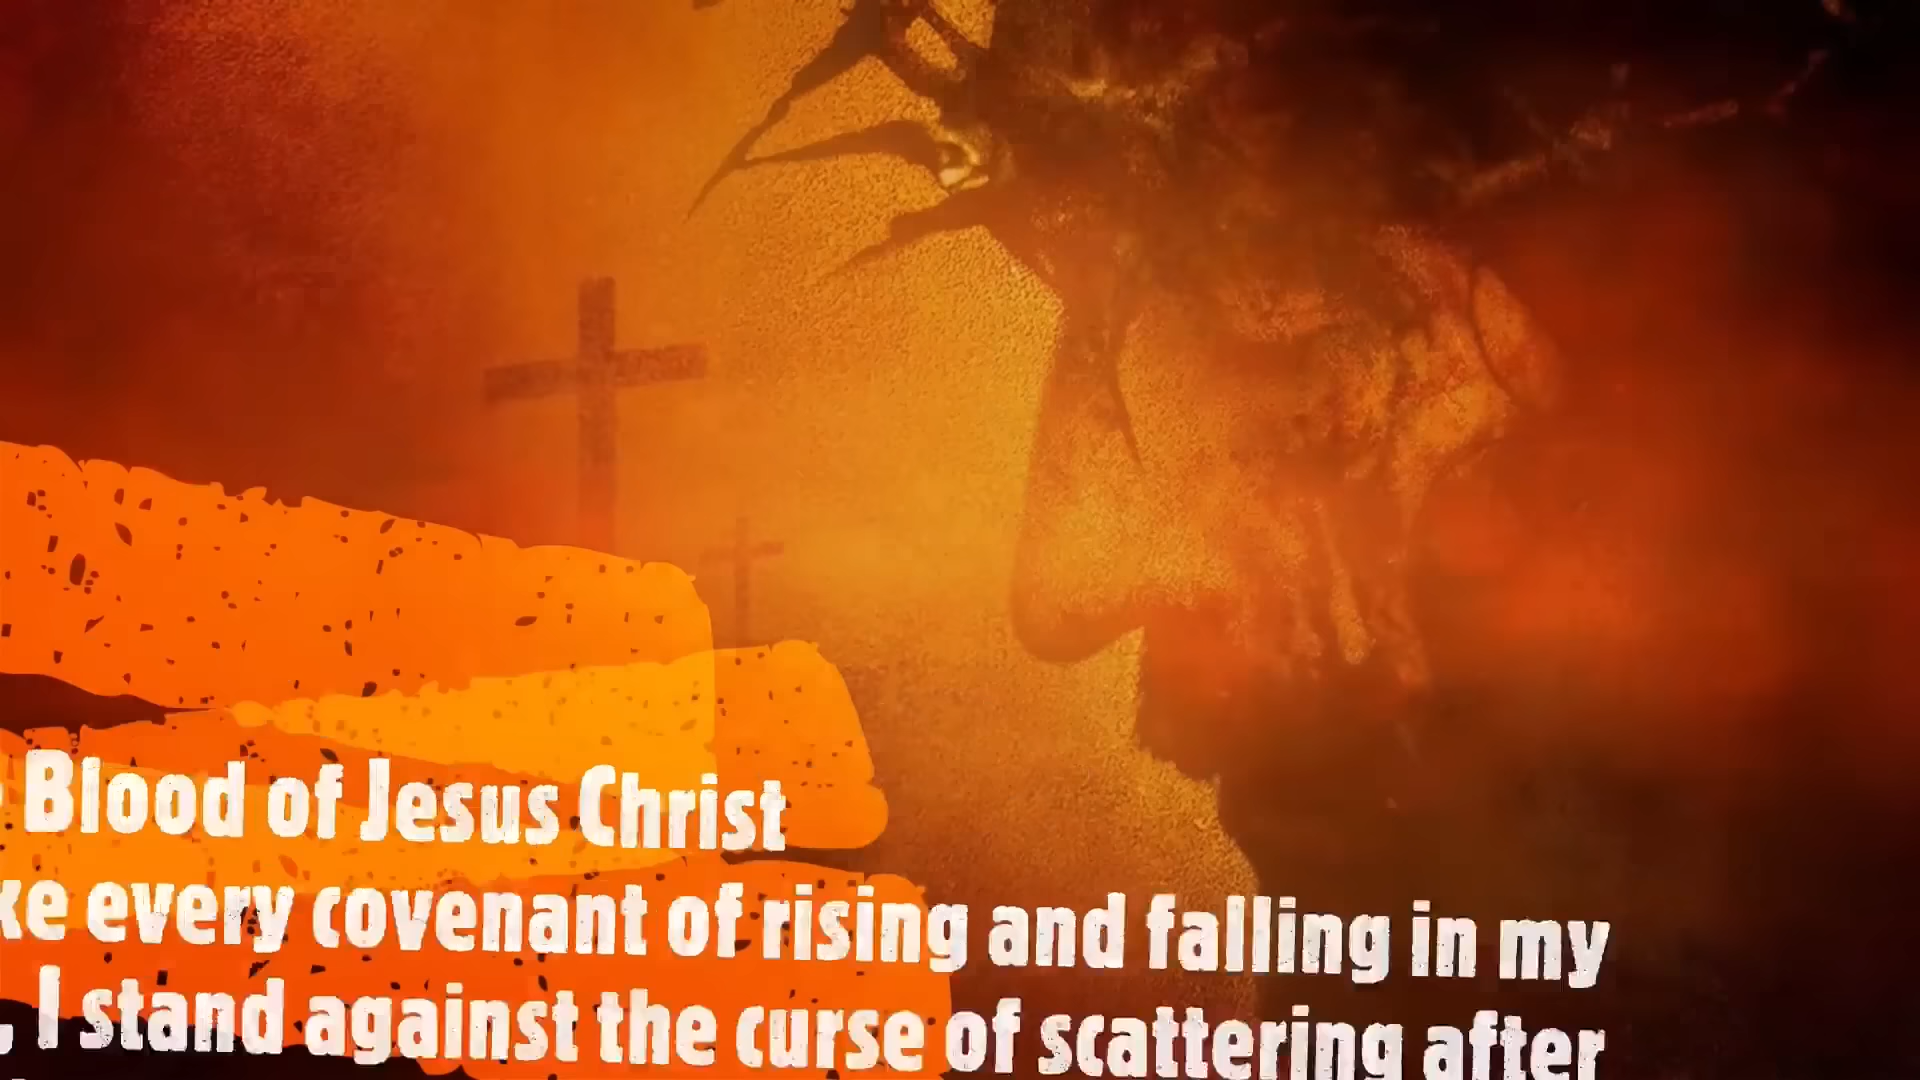 Blood of Jesus Christ
every covenant of rising and falling in my
, I stand against the curse of scattering after